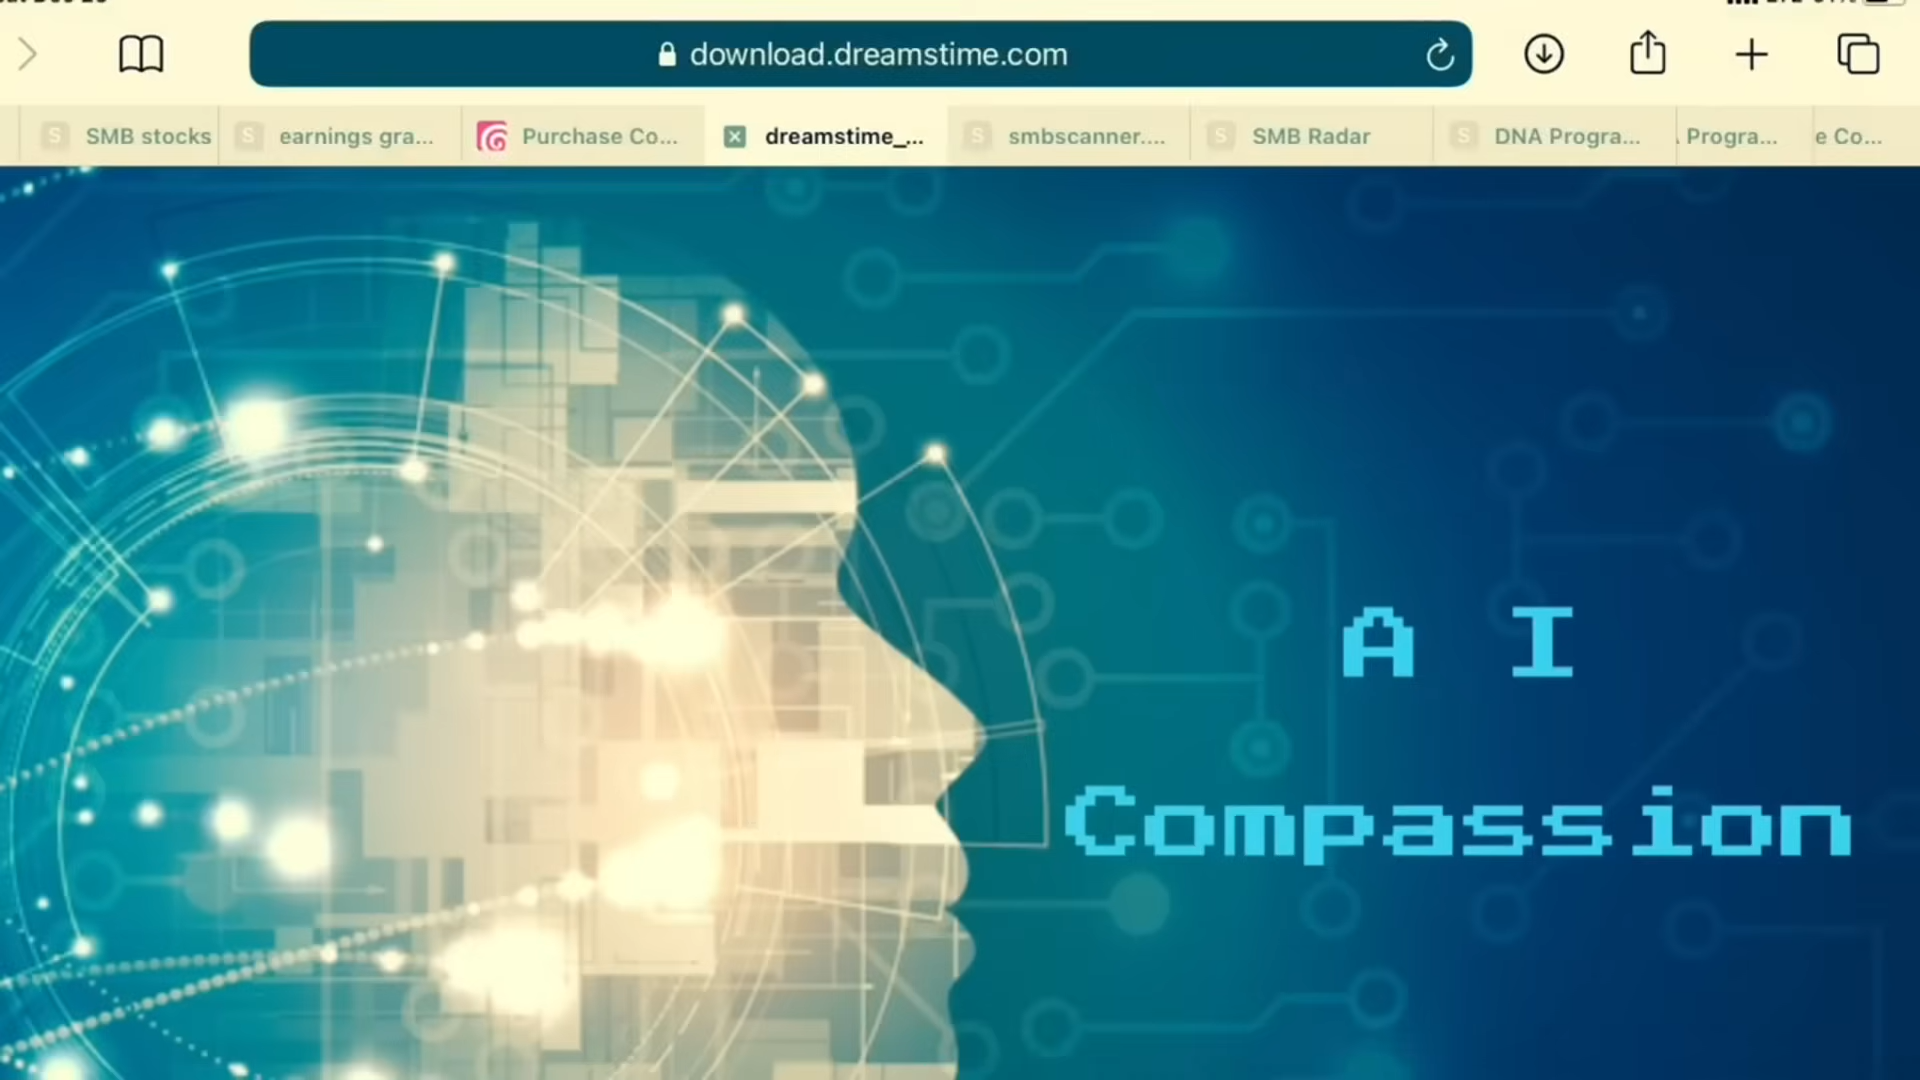 download.dreamstime.com
S SMB stocks
S earnings gra...
Purchase Co...
dreamstime_...
S smbscanner....
S SMB Radar
S DNA Progra...
Progra...
e Co...
A I
Compassion